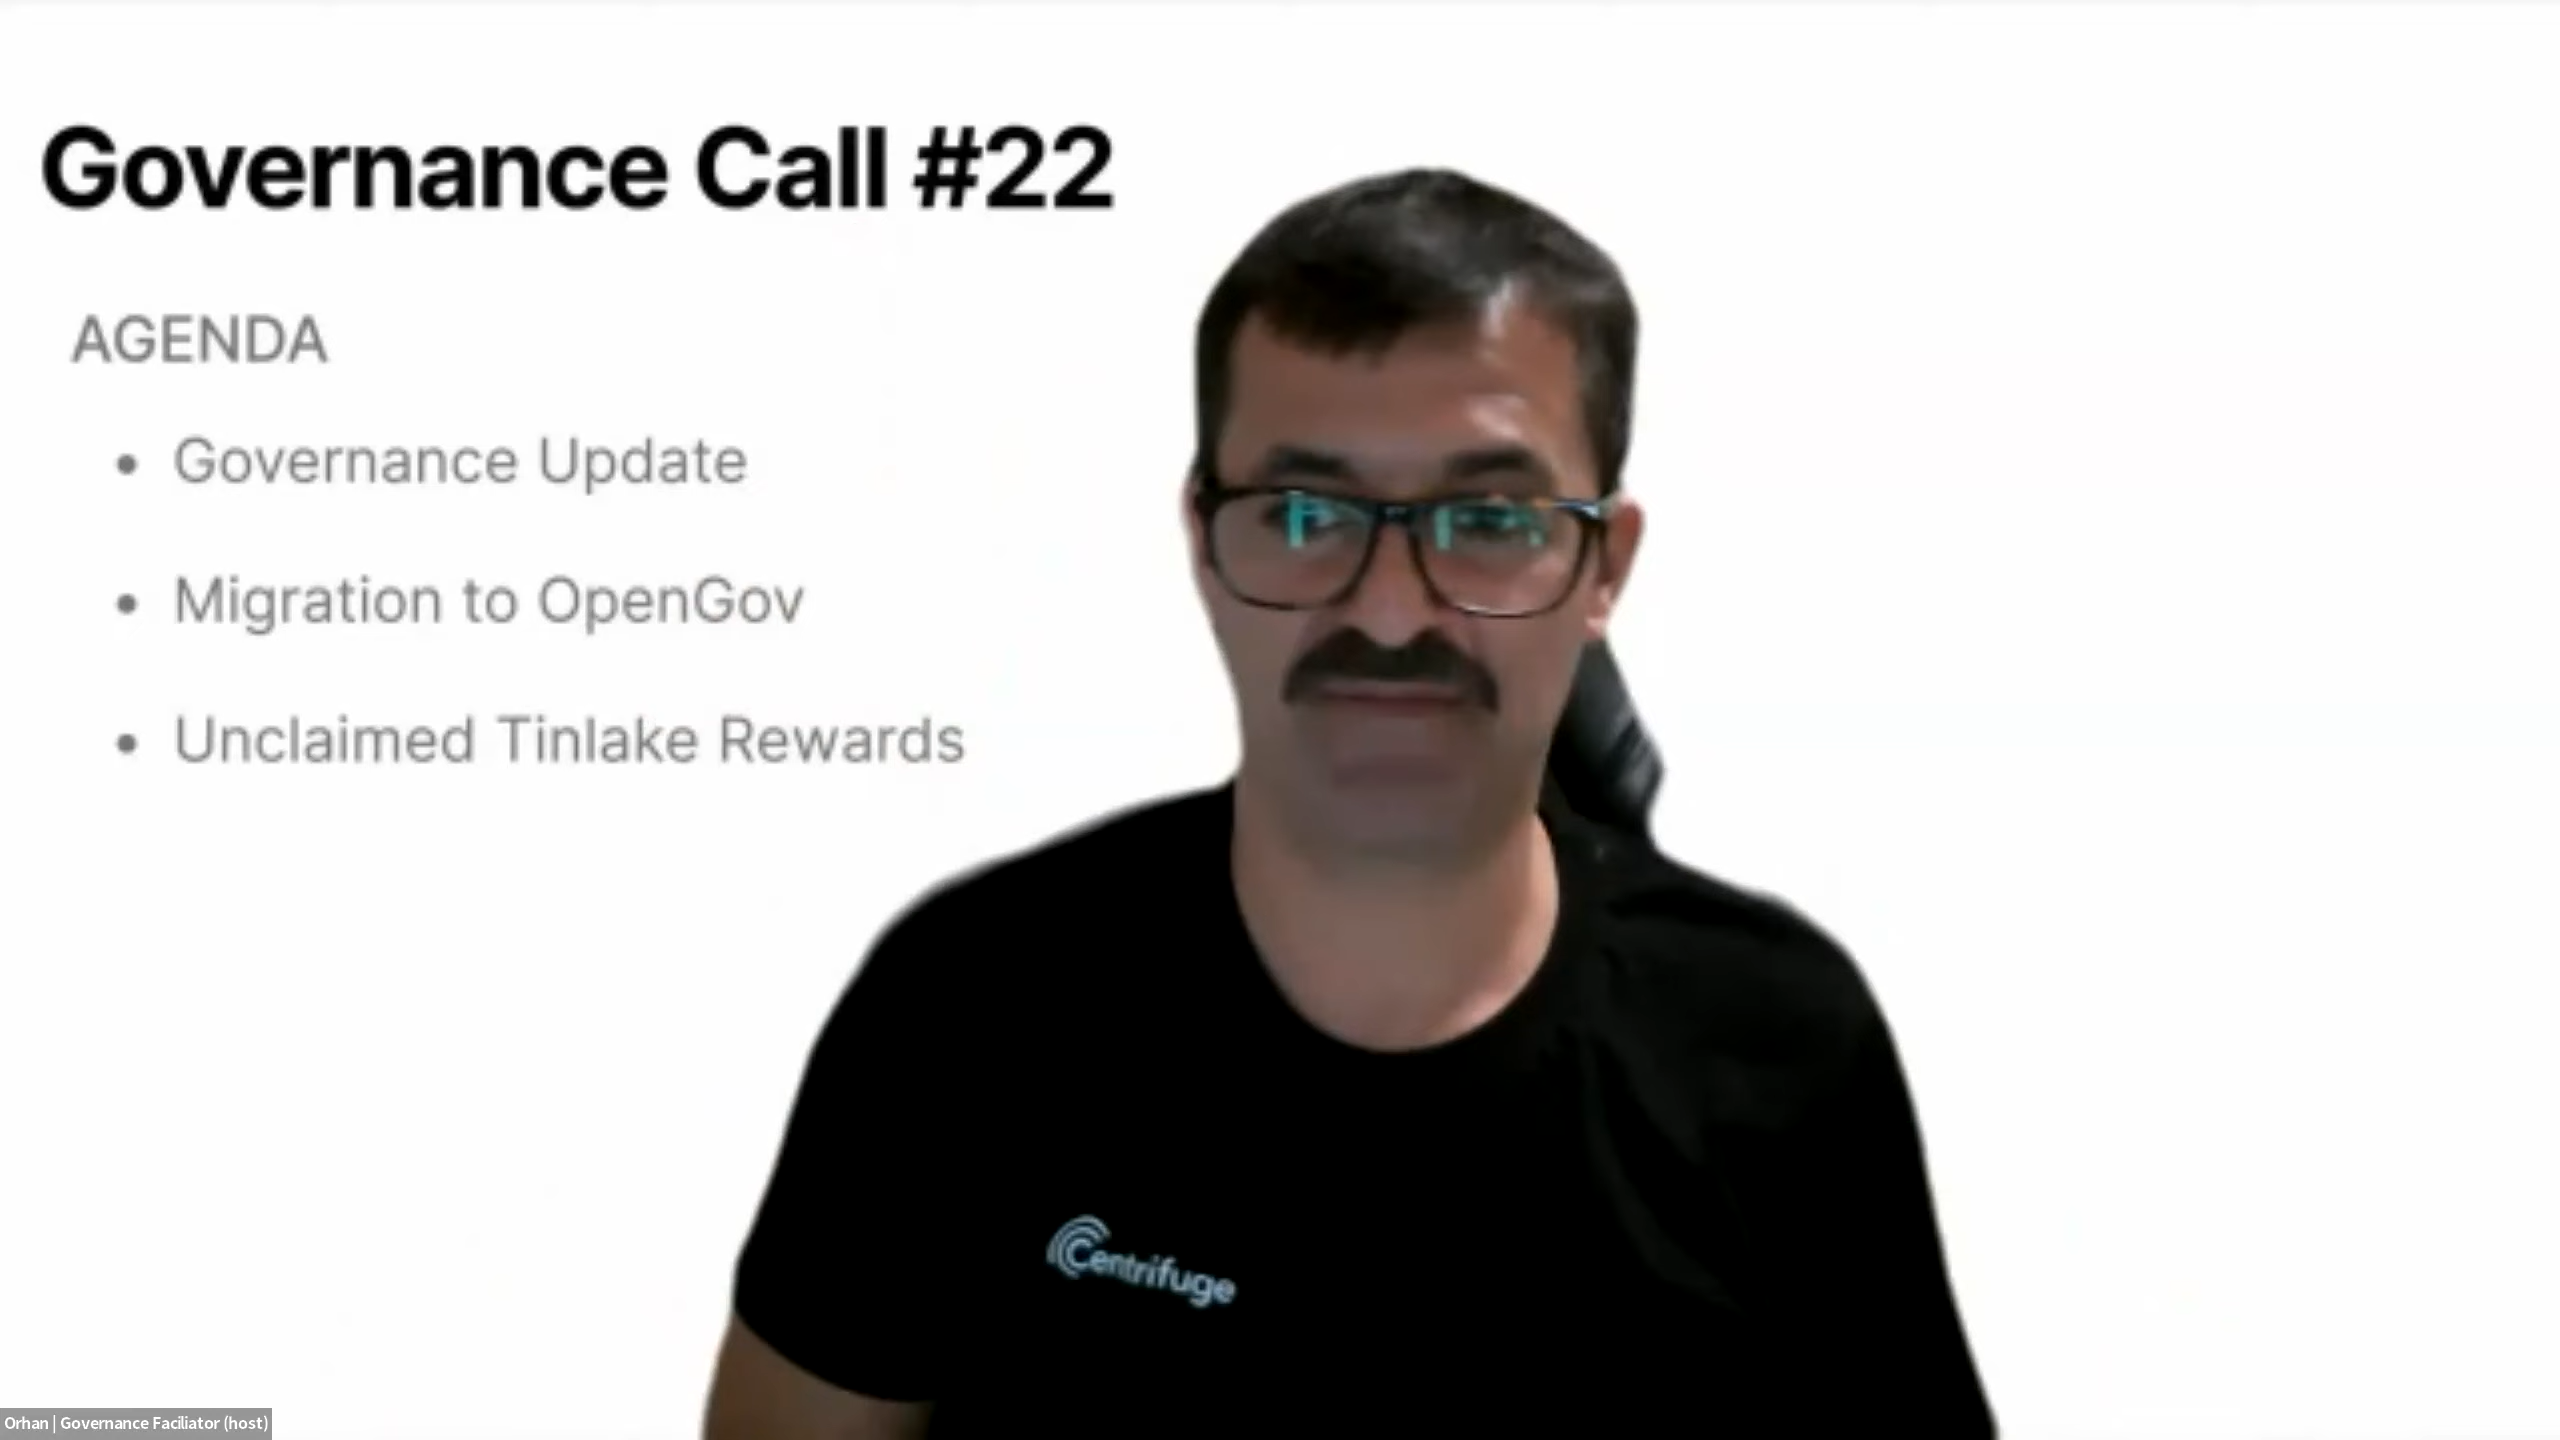 Governance Call #22
AGENDA
• Governance Update
• Migration to OpenGov
• Unclaimed Tinlake Rewards
Centrifuge
Orhan | Governance Faciliator (host)